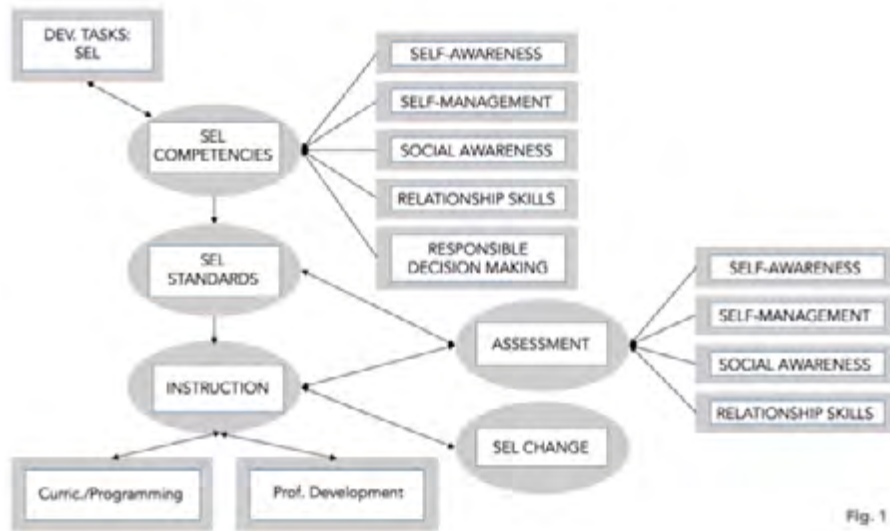 DEV. TASKS:
SEL
SELF-AWARENESS
SELF-MANAGEMENT
SEL
COMPETENCIES
SOCIAL AWARENESS
RELATIONSHIP SKILLS
RESPONSIBLE
DECISION MAKING
SEL
STANDARDS
SELF-AWARENESS
SELF-MANAGEMENT
ASSESSMENT
SOCIAL AWARENESS
INSTRUCTION
RELATIONSHIP SKILLS
SEL CHANGE
Curric./Programming
Prof. Development
Fig. 1